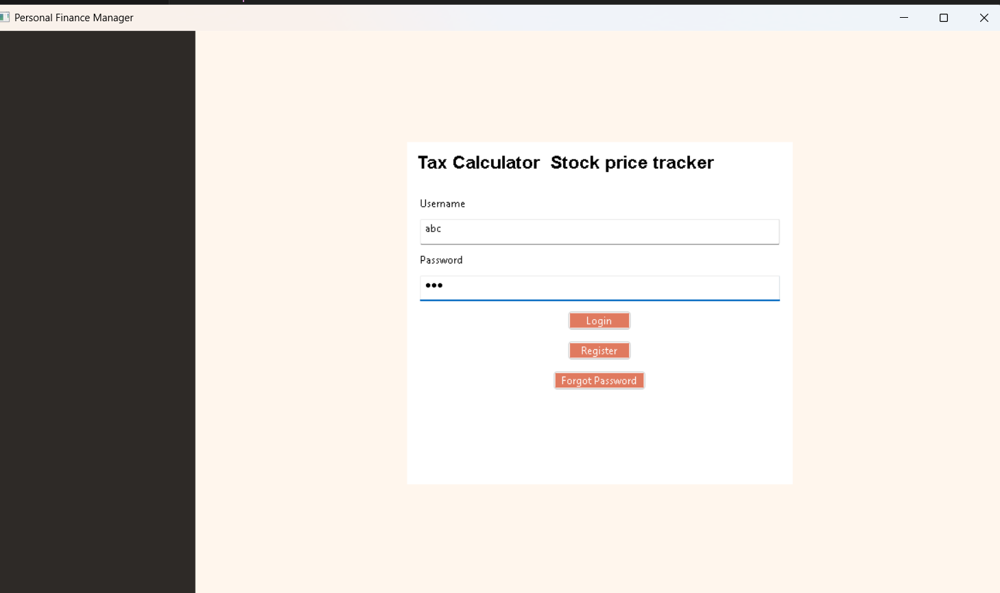 Personal Finance Manager
Tax Calculator  Stock price tracker
Username
abc
Password
•••
Login
Register
Forgot Password